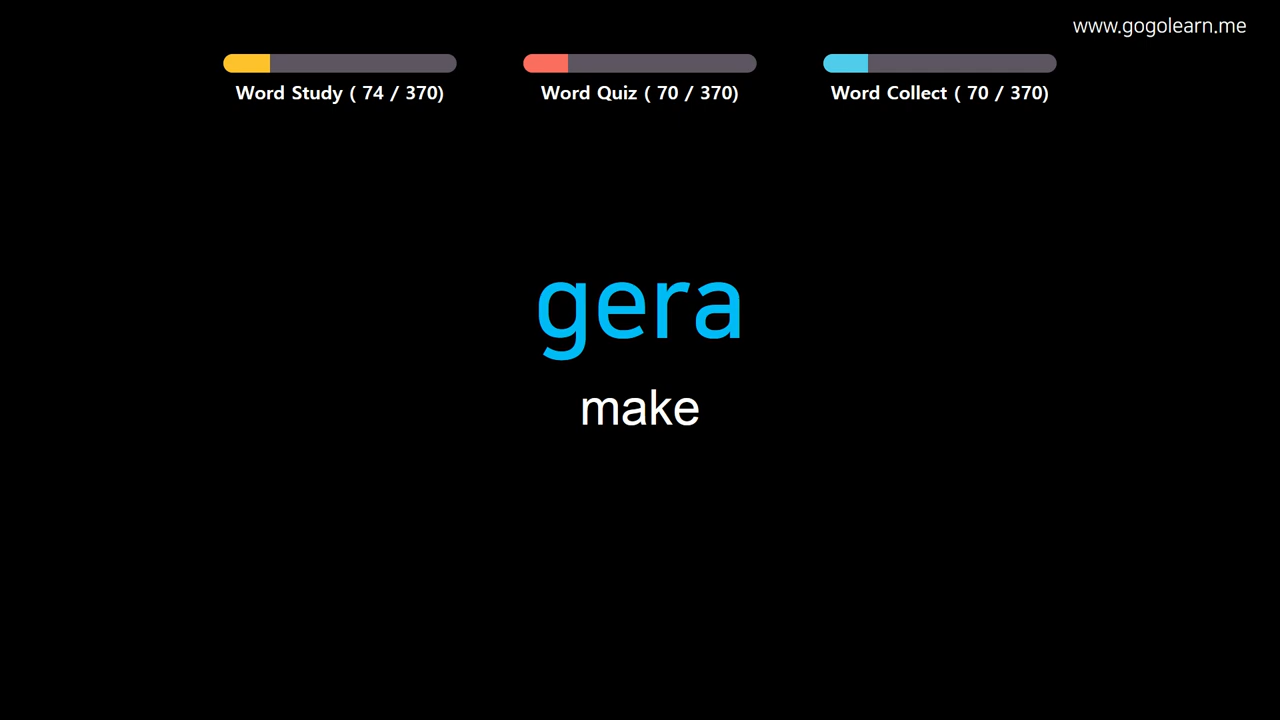 www.gogolearn.me
Word Study ( 74 / 370)
Word Quiz ( 70 / 370)
Word Collect ( 70 / 370)
gera
make